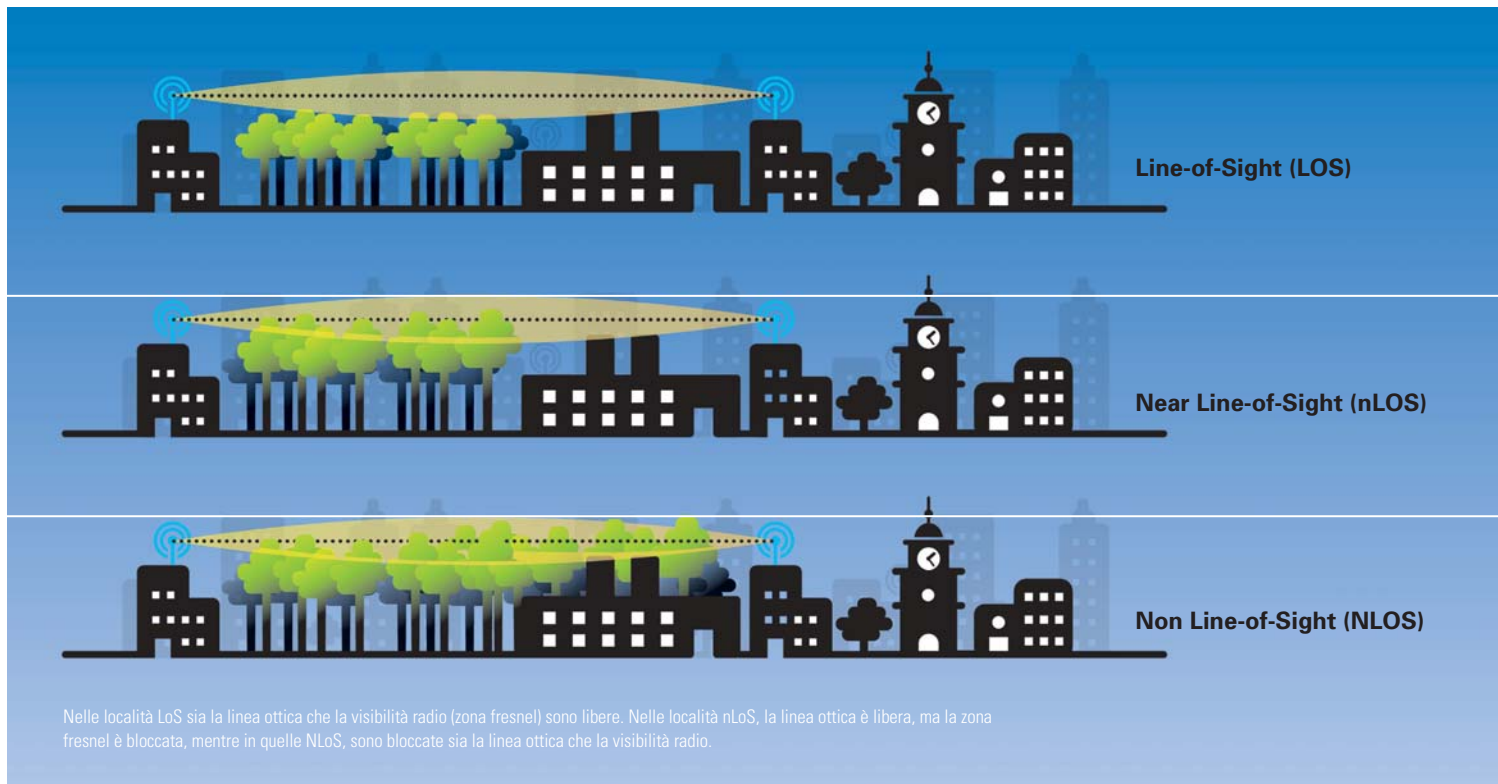 Line-of-Sight (LOS)
Near Line-of-Sight (nLOS)
Non Line-of-Sight (NLOS)
Nelle località LoS sia la linea ottica che la visibilità radio (zona fresnel) sono libere. Nelle località nLoS, la linea ottica è libera, ma la zona
fresnel è bloccata, mentre in quelle NLoS, sono bloccate sia la linea ottica che la visibilità radio.